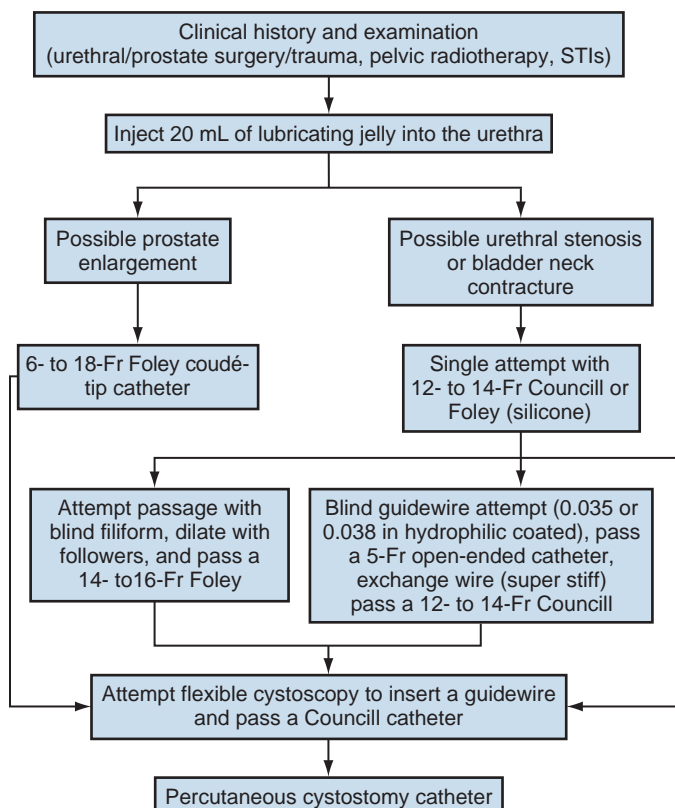 Clinical history and examination
(urethral/prostate surgery/trauma, pelvic radiotherapy, STIs)
Inject 20 mL of lubricating jelly into the urethra
Possible prostate
enlargement
Possible urethral stenosis
or bladder neck
contracture
6- to 18-Fr Foley coudé-
tip catheter
Single attempt with
12- to 14-Fr Councill or
Foley (silicone)
Attempt passage with
blind filiform, dilate with
followers, and pass a
14- to16-Fr Foley
Blind guidewire attempt (0.035 or
0.038 in hydrophilic coated), pass
a 5-Fr open-ended catheter,
exchange wire (super stiff)
pass a 12- to 14-Fr Councill
Attempt flexible cystoscopy to insert a guidewire
and pass a Councill catheter
Percutaneous cystostomy catheter